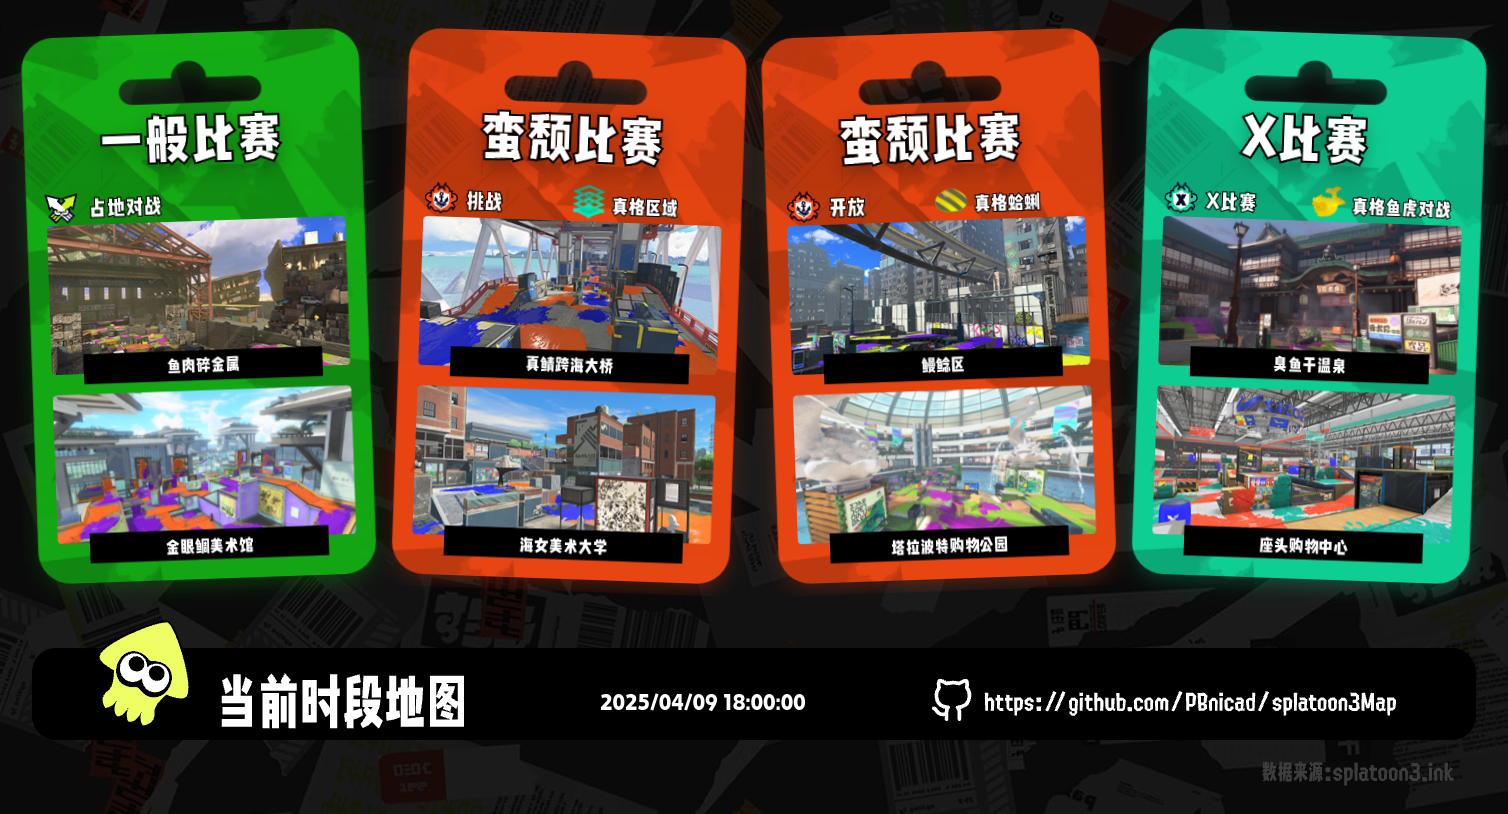 一般比赛
占地对战
鱼肉碎金属
金眼鲷美术馆
蛮颓比赛
挑战
真格区域
真鲭跨海大桥
海女美术大学
蛮颓比赛
开放
真格蛤蜊
鳗鲶区
塔拉波特购物公园
X比赛
X比赛
真格鱼虎对战
臭鱼干温泉
座头购物中心
当前时段地图
2025/04/09 18:00:00
https://github.com/PBnicad/splatoon3Map
数据来源:splatoon3.ink